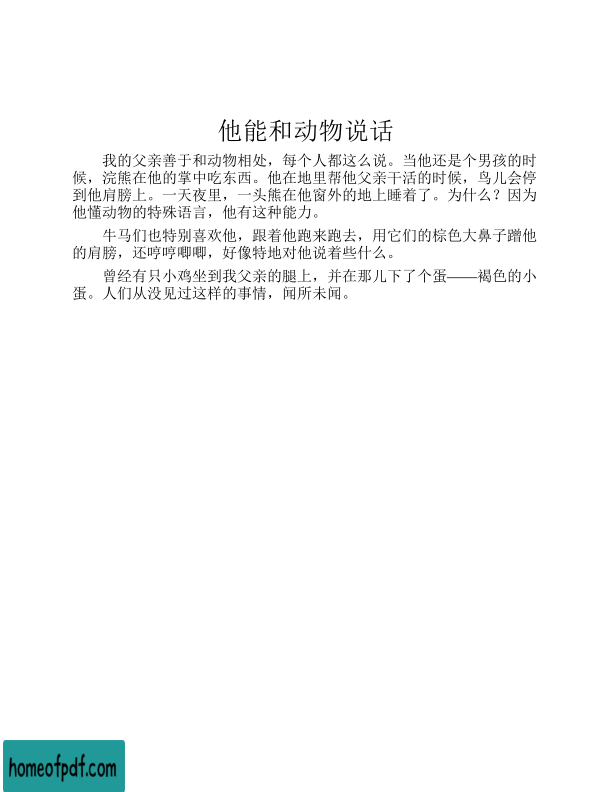 他能和动物说话
我的父亲善于和动物相处，每个人都这么说。当他还是个男孩的时
候，浣熊在他的掌中吃东西。他在地里帮他父亲干活的时候，鸟儿会停
到他肩膀上。一天夜里，一头熊在他窗外的地上睡着了。为什么？因为
他懂动物的特殊语言，他有这种能力。
牛马们也特别喜欢他，跟着他跑来跑去，用它们的棕色大鼻子蹭他
的肩膀，还哼哼唧唧，好像特地对他说着些什么。
曾经有只小鸡坐到我父亲的腿上，并在那儿下了个蛋——褐色的小
蛋。人们从没见过这样的事情，闻所未闻。
homeofpdf.com